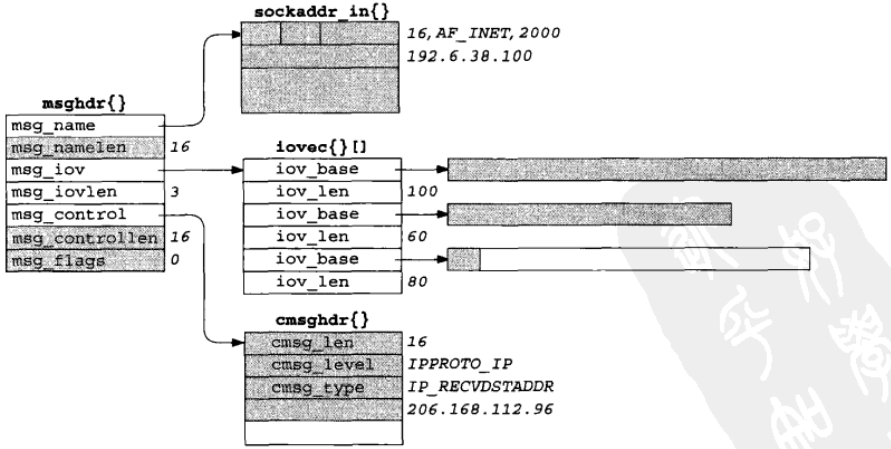 sockaddr_in{}
16, AF_INET, 2000
192.6.38.100
msghdr{}
msg_name
msg_namelen 16
msg_iov
msg_iovlen 3
msg_control
msg_controllen 16
msg_flags 0
iovec{}[]
iov_base
iov_len 100
iov_base
iov_len 60
iov_base
iov_len 80
cmsghdr{}
cmsg_len 16
cmsg_level IPPROTO_IP
cmsg_type IP_RECVDSTADDR
206.168.112.96